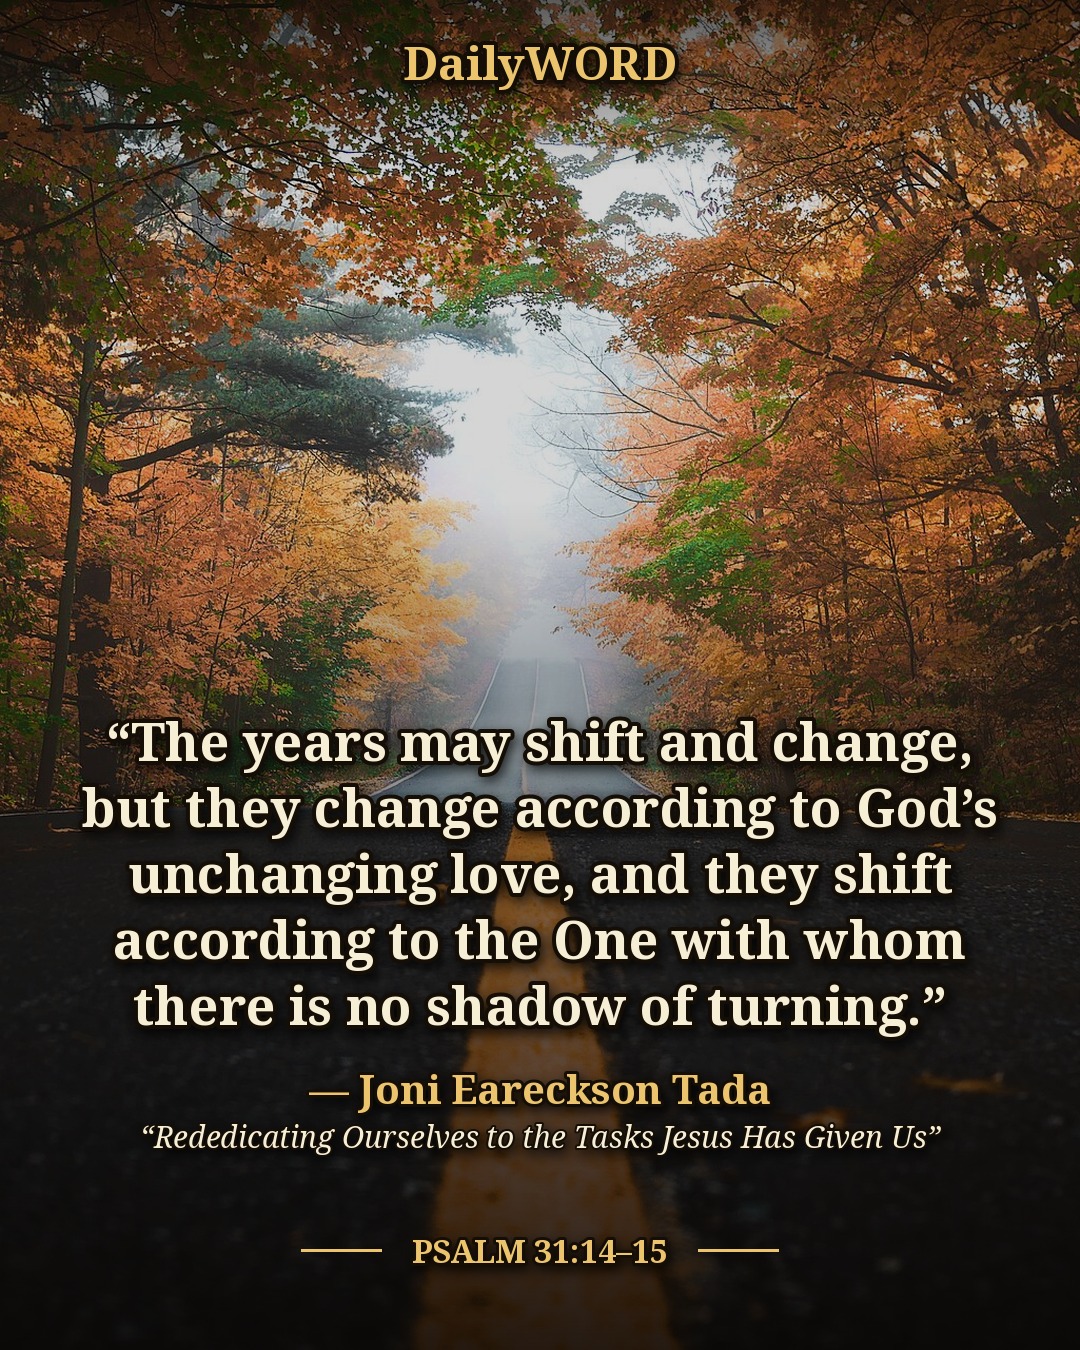 DailyWORD
“The years may shift and change,
but they change according to God’s
unchanging love, and they shift
according to the One with whom
there is no shadow of turning.”
— Joni Eareckson Tada
“Rededicating Ourselves to the Tasks Jesus Has Given Us”
PSALM 31:14–15